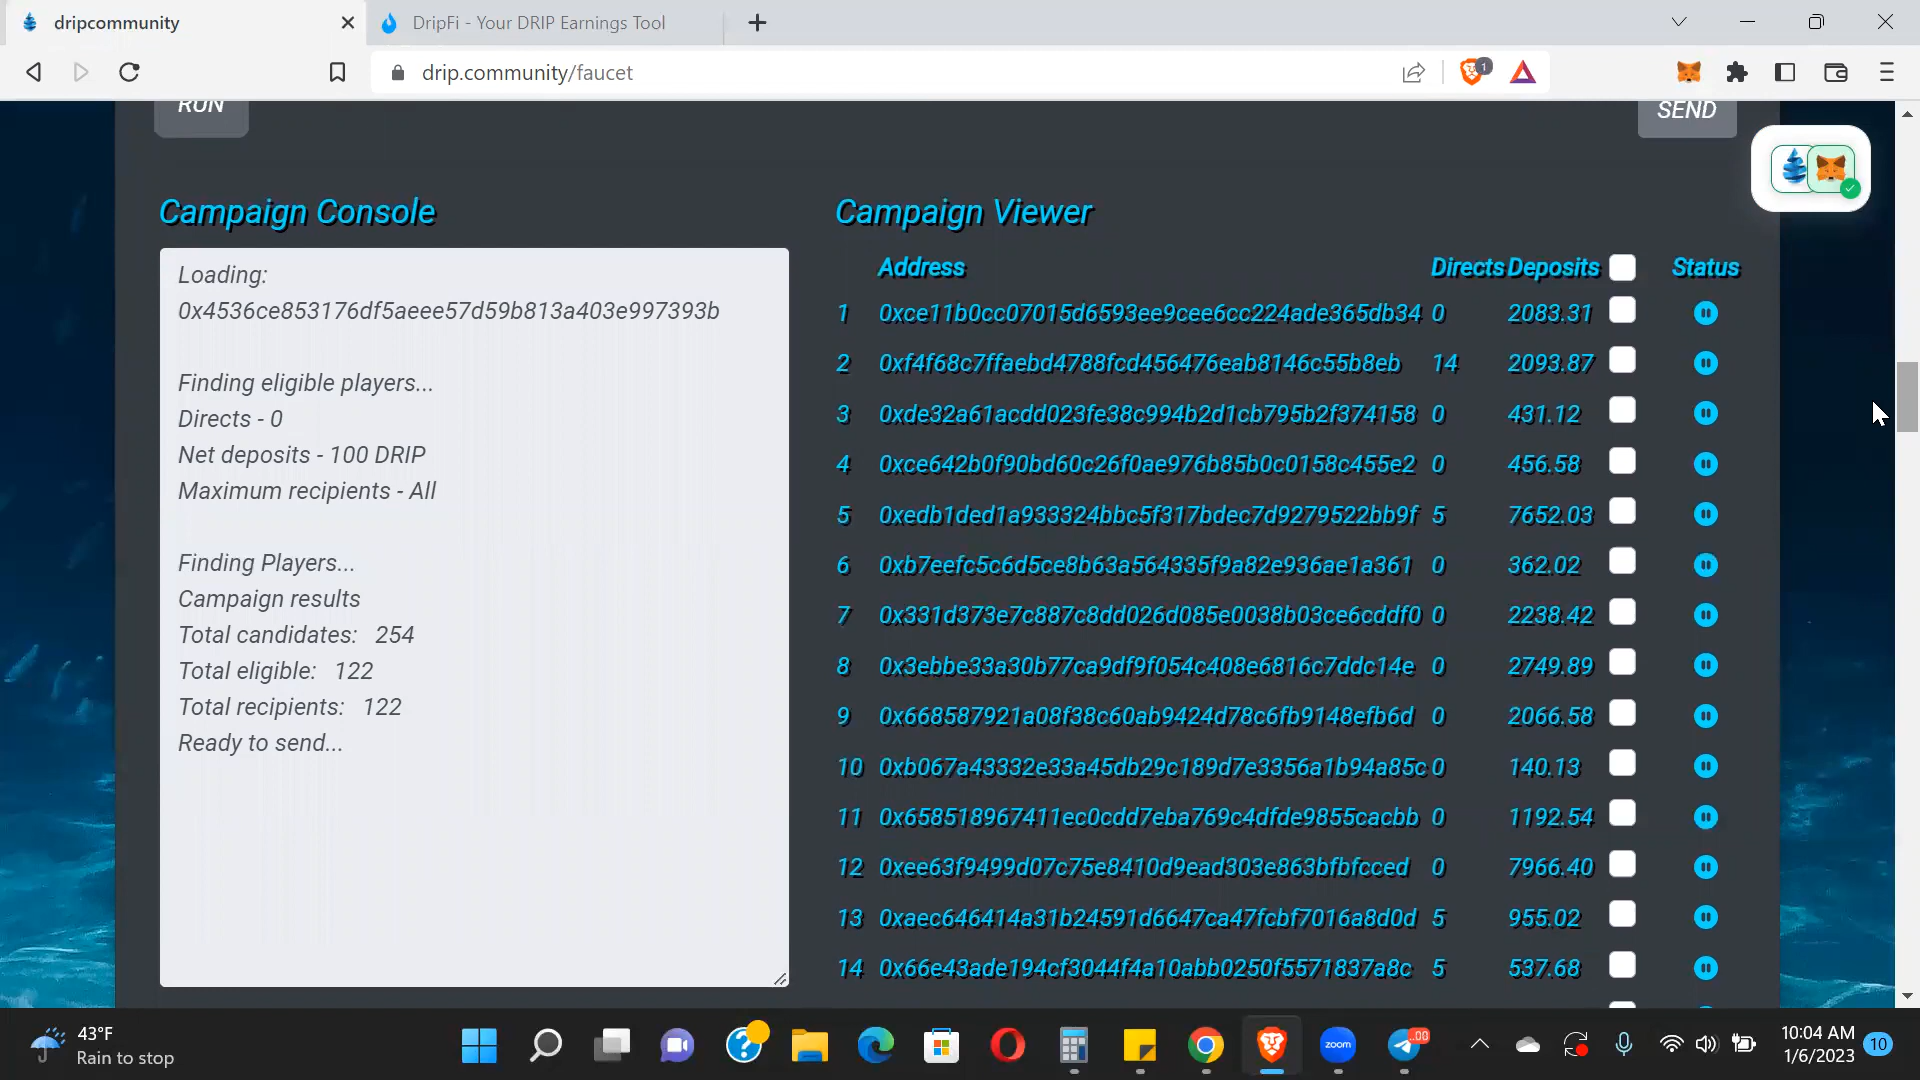 dripcommunity
DripFi - Your DRIP Earnings Tool
drip.community/faucet
1
RUN
SEND
Campaign Console
Loading:
0x4536ce853176df5aeee57d59b813a403e997393b
Finding eligible players...
Directs - 0
Net deposits - 100 DRIP
Maximum recipients - All
Finding Players...
Campaign results
Total candidates: 254
Total eligible: 122
Total recipients: 122
Ready to send...
Campaign Viewer
Address Directs Deposits Status
1 0xce11b0cc07015d6593ee9cee6cc224ade365db34 0 2083.31
2 0xf4f68c7ffaebd4788fcd456476eab8146c55b8eb 14 2093.87
3 0xde32a61acdd023fe38c994b2d1cb795b2f374158 0 431.12
4 0xce642b0f90bd60c26f0ae976b85b0c0158c455e2 0 456.58
5 0xedb1ded1a933324bbc5f317bdec7d9279522bb9f 5 7652.03
6 0xb7eefc5c6d5ce8b63a564335f9a82e936ae1a361 0 362.02
7 0x331d373e7c887c8dd026d085e0038b03ce6cddf0 0 2238.42
8 0x3ebbe33a30b77ca9df9f054c408e6816c7ddc14e 0 2749.89
9 0x668587921a08f38c60ab9424d78c6fb9148efb6d 0 2066.58
10 0xb067a43332e33a45db29c189d7e3356a1b94a85c 0 140.13
11 0x658518967411ec0cdd7eba769c4dfde9855cacbb 0 1192.54
12 0xee63f9499d07c75e8410d9ead303e863bfbfcced 0 7966.40
13 0xaec646414a31b24591d6647ca47fcbf7016a8d0d 5 955.02
14 0x66e43ade194cf3044f4a10abb0250f5571837a8c 5 537.68
43°F
Rain to stop
zoom
.00
10:04 AM
1/6/2023
10